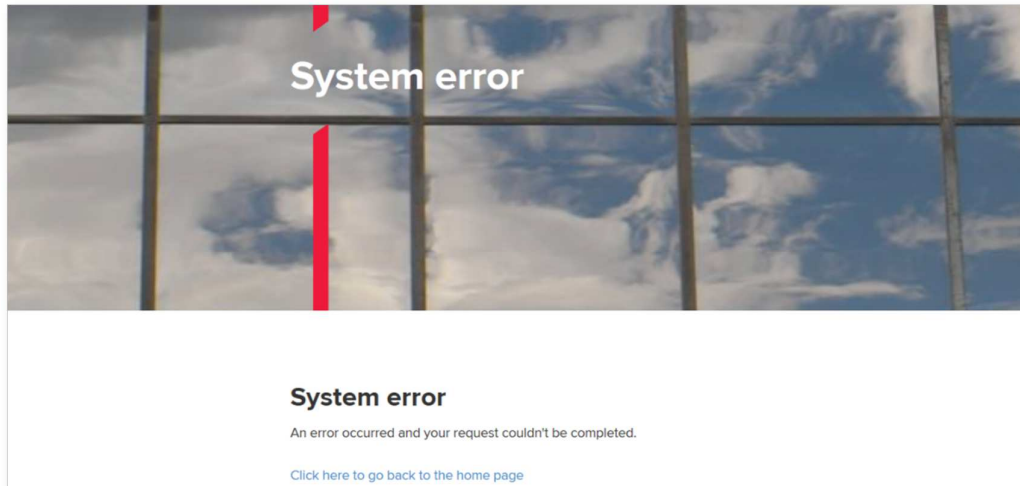 System error
System error
An error occurred and your request couldn't be completed.
Click here to go back to the home page